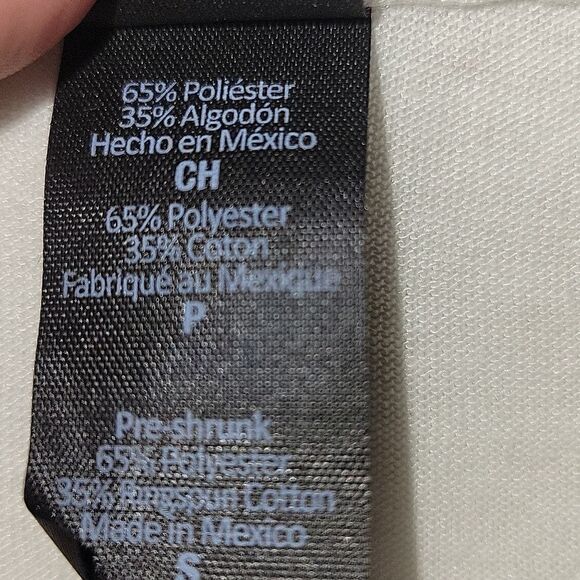 65% Poliéster
35% Algodón
Hecho en México
CH
65% Polyester
35% Coton
Fabriqué au Mexique
P
Pre-shrunk
65% Polyester
35% Ringspun Cotton
Made in Mexico
S